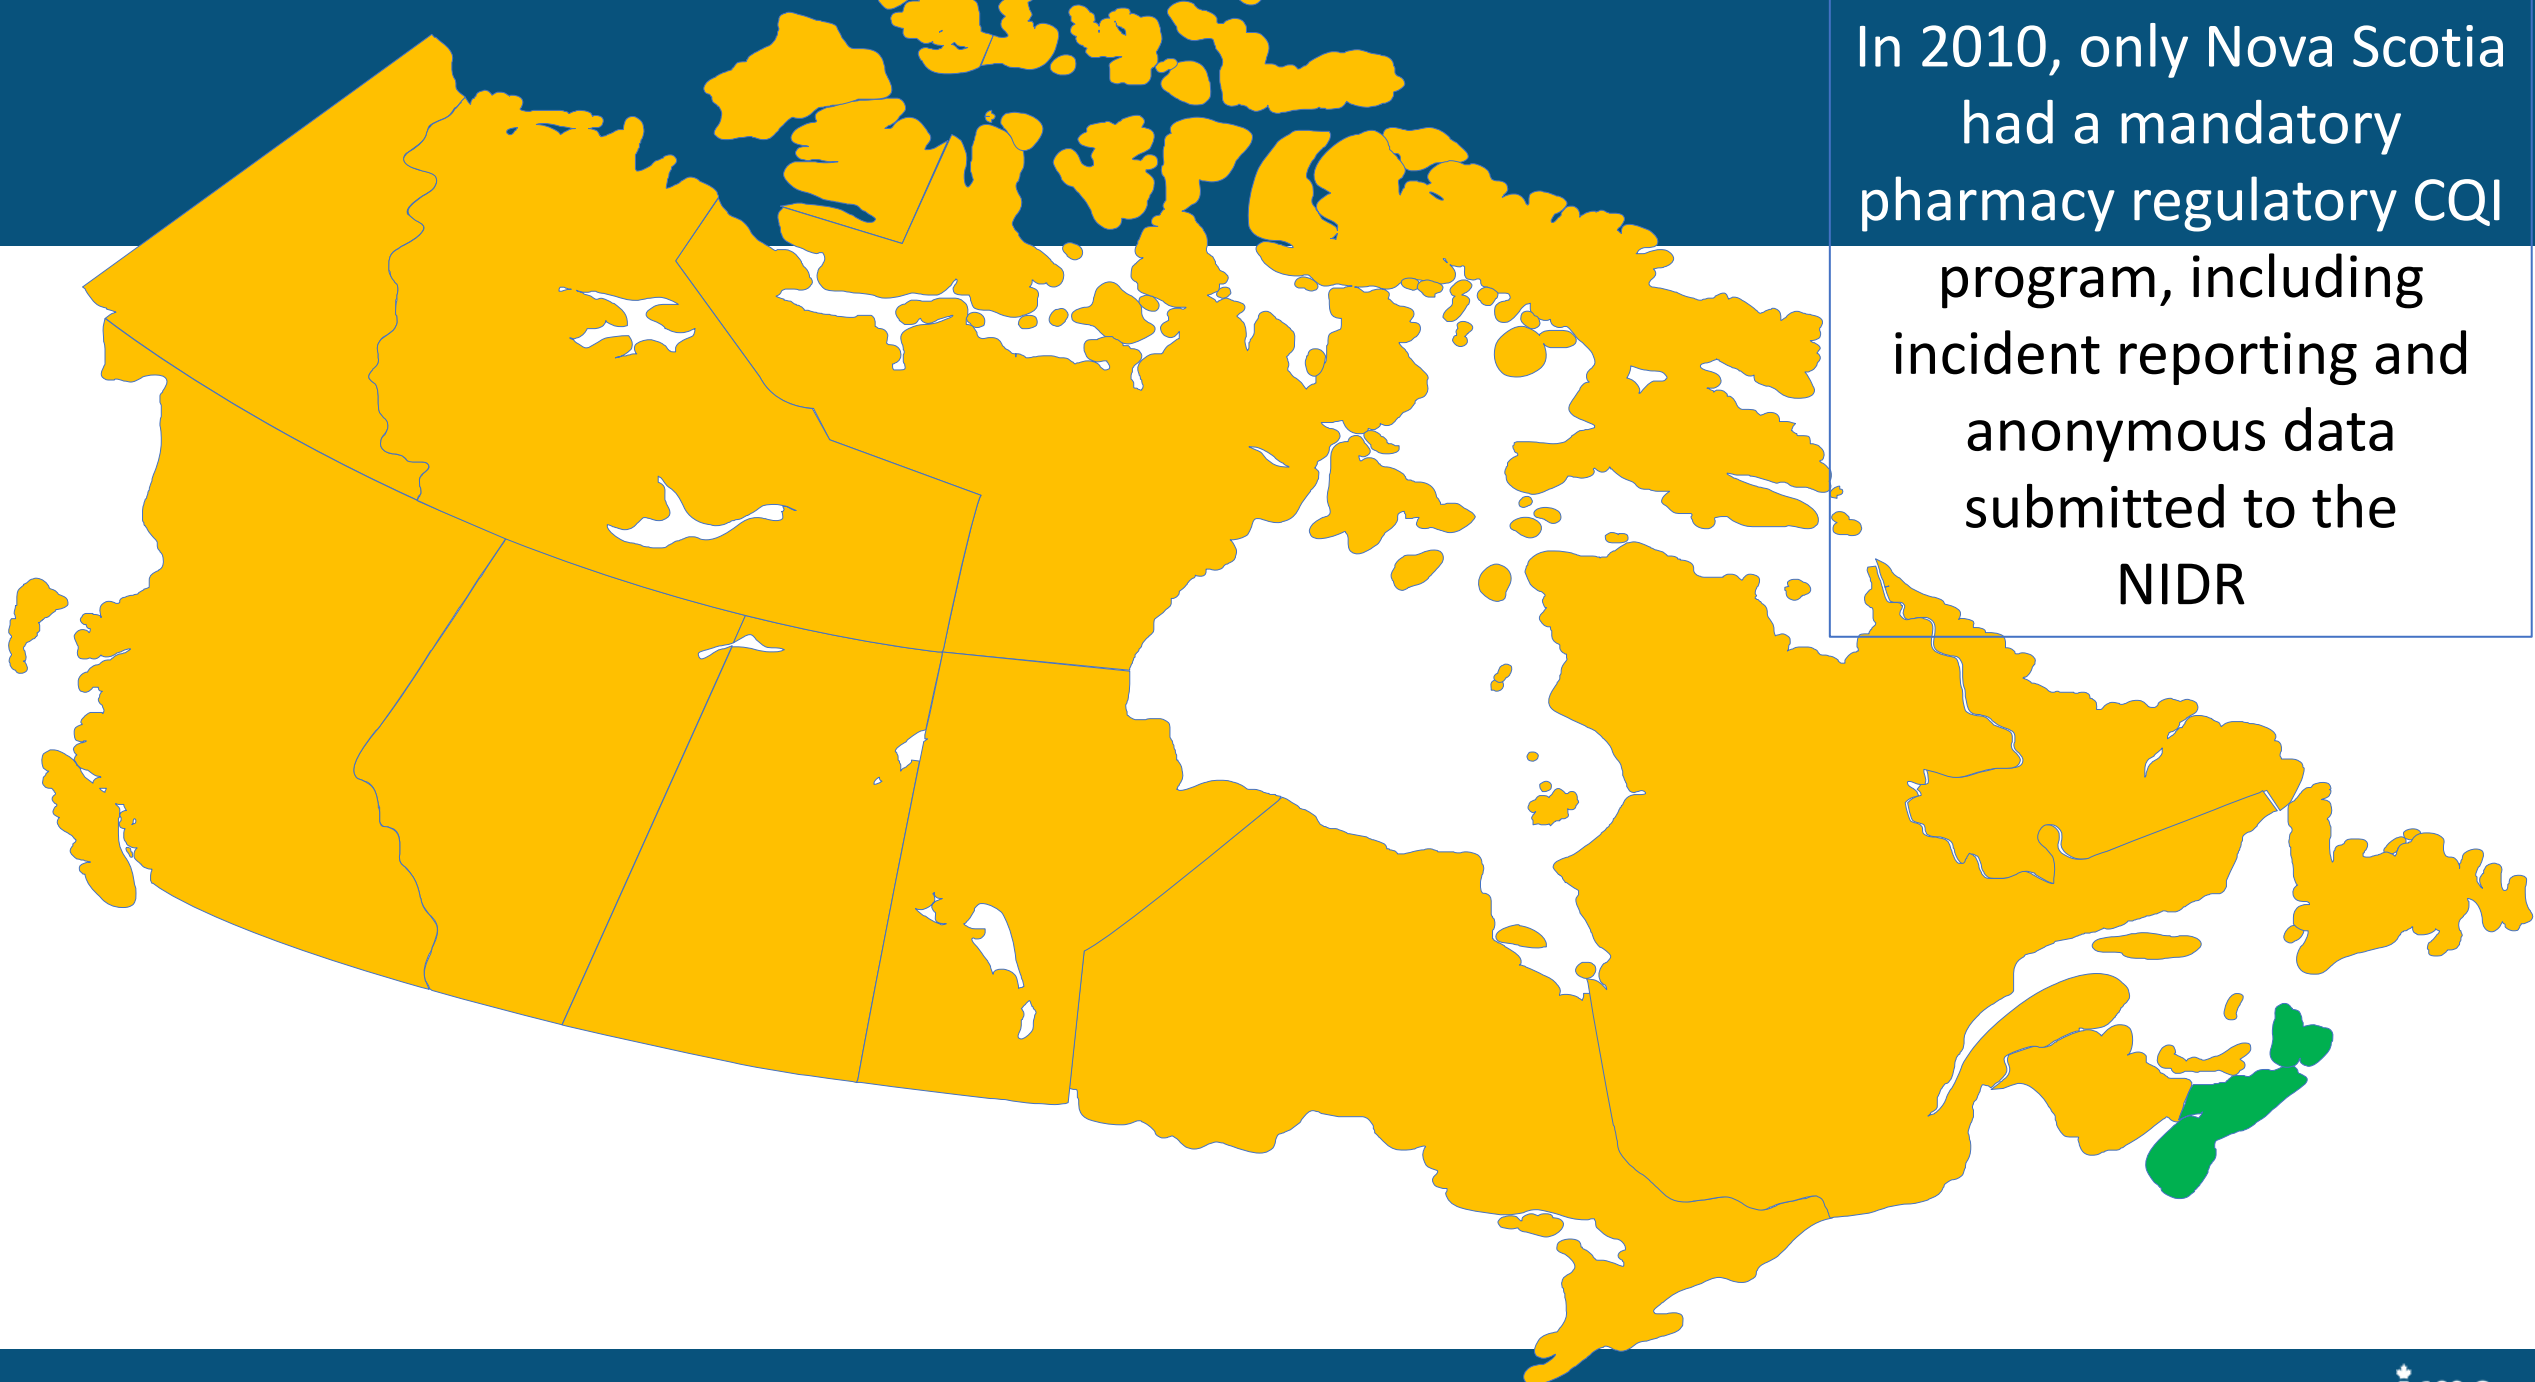 In 2010, only Nova Scotia
had a mandatory
pharmacy regulatory CQI
program, including
incident reporting and
anonymous data
submitted to the
NIDR